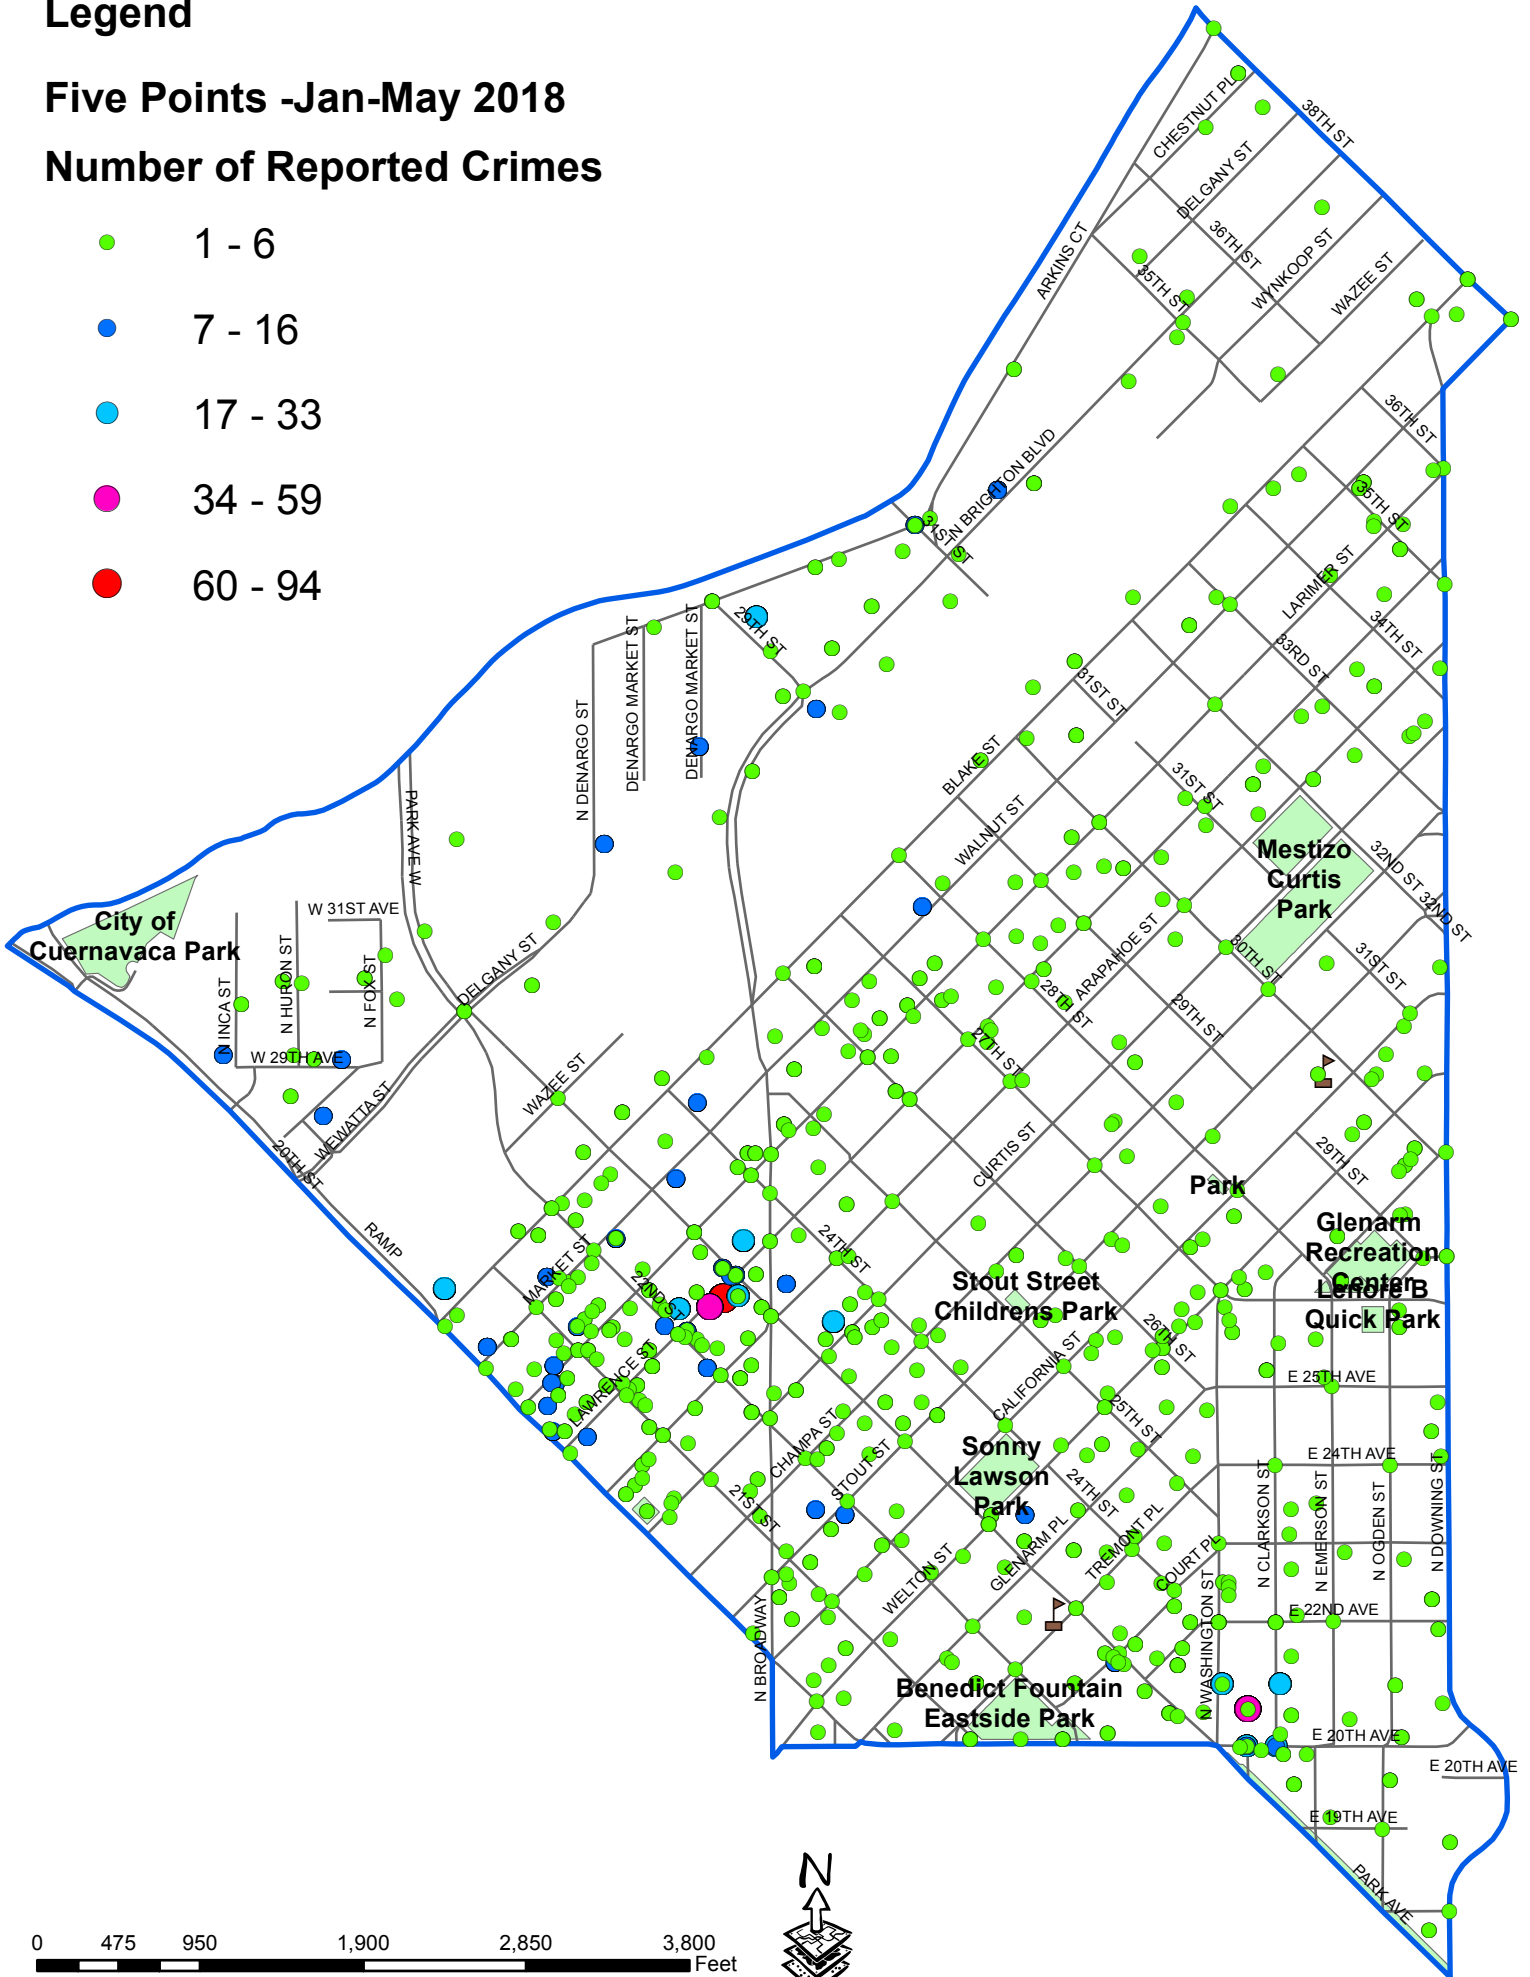 Legend
Five Points -Jan-May 2018
Number of Reported Crimes
1 - 6
7 - 16
17 - 33
34 - 59
60 - 94
CHESTNUT PL
38TH ST
DELGANY ST
36TH ST
WYNKOOP ST
WAZEE ST
ARKINS CT
35TH ST
36TH ST
N BRIGHTON BLVD
31ST ST
35TH ST
LARIMER ST
34TH ST
33RD ST
29TH ST
DENARGO MARKET ST
DENARGO MARKET ST
N DENARGO ST
31ST ST
BLAKE ST
31ST ST
WALNUT ST
PARK AVE W
Mestizo
Curtis
Park
32ND ST
32ND ST
W 31ST AVE
City of
Cuernavaca Park
DELGANY ST
N INCA ST
N HURON ST
N FOX ST
ARAPAHOE ST
30TH ST
31ST ST
28TH ST
29TH ST
27TH ST
W 29TH AVE
WEWATTA ST
WAZEE ST
20TH ST
CURTIS ST
29TH ST
Park
RAMP
MARKET ST
24TH ST
Glenarm
Recreation
Center
Lenore B
Quick Park
Stout Street
Childrens Park
22ND ST
26TH ST
LAWRENCE ST
CALIFORNIA ST
E 25TH AVE
25TH ST
CHAMPA ST
STOUT ST
Sonny
Lawson
Park
E 24TH AVE
24TH ST
21ST ST
N CLARKSON ST
N EMERSON ST
N OGDEN ST
N DOWNING ST
GLENARM PL
TREMONT PL
COURT PL
WELTON ST
N BROADWAY
N WASHINGTON ST
E 22ND AVE
Benedict Fountain
Eastside Park
E 20TH AVE
E 20TH AVE
E 19TH AVE
PARK AVE
N
0 475 950 1,900 2,850 3,800
Feet